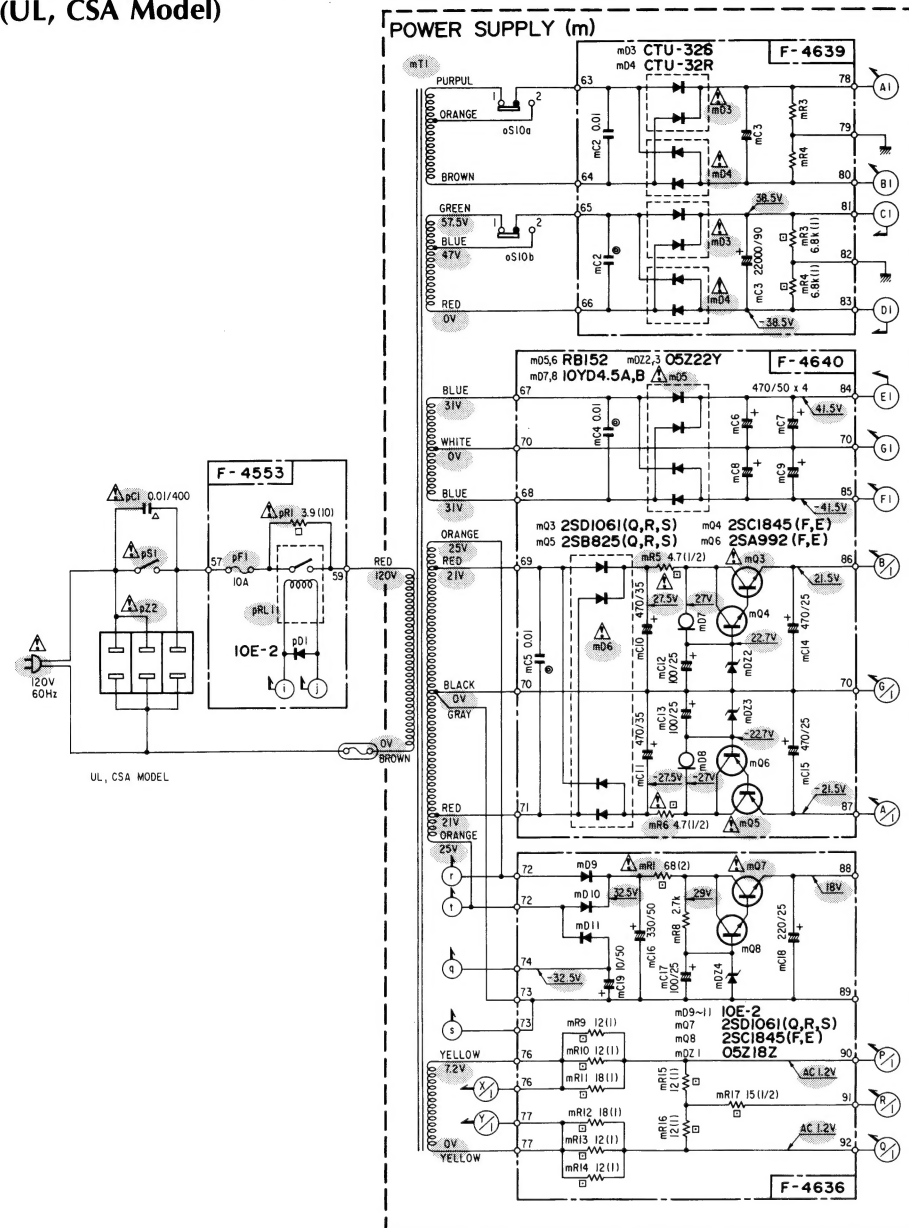 (UL, CSA Model)
POWER SUPPLY (m)
mD3 CTU-326
mD4 CTU-32R
F-4639
mT1
PURPUL
1 2
oS10a
ORANGE
BROWN
63
64
mC2 0.01
mD3
mD4
mC3
mR3
mR4
78
79
80
A1
B1
GREEN
57.5V
BLUE
47V
1 2
oS10b
RED
0V
65
66
mC2
mD3
mD4
38.5V
-38.5V
mC3 22000/90
mR3
6.8k(1)
mR4
6.8k(1)
81
82
83
C1
D1
mD5,6 RB152 mDZ2,3 05Z22Y
mD7,8 10YD4.5A,B mD5
F-4640
BLUE
31V
WHITE
0V
BLUE
31V
67
70
68
mC4 0.01
470/50 x 4
mC6
mC7
mC8
mC9
41.5V
-41.5V
84
70
85
E1
G1
F1
mQ3 2SD1061(Q,R,S) mQ4 2SC1845(F,E)
mQ5 2SB825(Q,R,S) mQ6 2SA992(F,E)
ORANGE
25V
RED
21V
69
mR5 4.7(1/2)
mQ3
86
B/1
21.5V
27.5V
27V
mD7
mQ4
22.7V
mD6
mC5 0.01
470/35
mC10
mC12
100/25
mDZ2
470/25
mC14
BLACK
0V
GRAY
70
70
G/1
mC13
100/25
mDZ3
-22.7V
470/35
mC11
mD8
mQ6
470/25
mC15
-27.5V
-27V
-21.5V
RED
21V
ORANGE
25V
71
mR6 4.7(1/2)
mQ5
87
A/1
F-4553
pC1 0.01/400
pS1
pZ2
120V
60Hz
57
pF1
10A
pR1 3.9(10)
pRL1
59
pD1
10E-2
i
j
RED
120V
0V
BROWN
UL, CSA MODEL
r
t
q
s
72
72
74
73
73
mD9
mD10
mD11
mR1 68(2)
32.5V
29V
-32.5V
mC19 10/50
mC16 330/50
mR8 2.7k
mC17
100/25
mQ7
mQ8
mDZ4
mC18 220/25
18V
88
89
mD9~11 10E-2
mQ7 2SD1061(Q,R,S)
mQ8 2SC1845(F,E)
mDZ1 05Z18Z
YELLOW
7.2V
0V
YELLOW
X/1
Y/1
76
76
77
77
mR9 12(1)
mR10 12(1)
mR11 18(1)
mR12 18(1)
mR13 12(1)
mR14 12(1)
mR15
12(1)
mR16
12(1)
mR17 15(1/2)
AC 1.2V
AC 1.2V
90
91
92
P/1
R/1
Q/1
F-4636